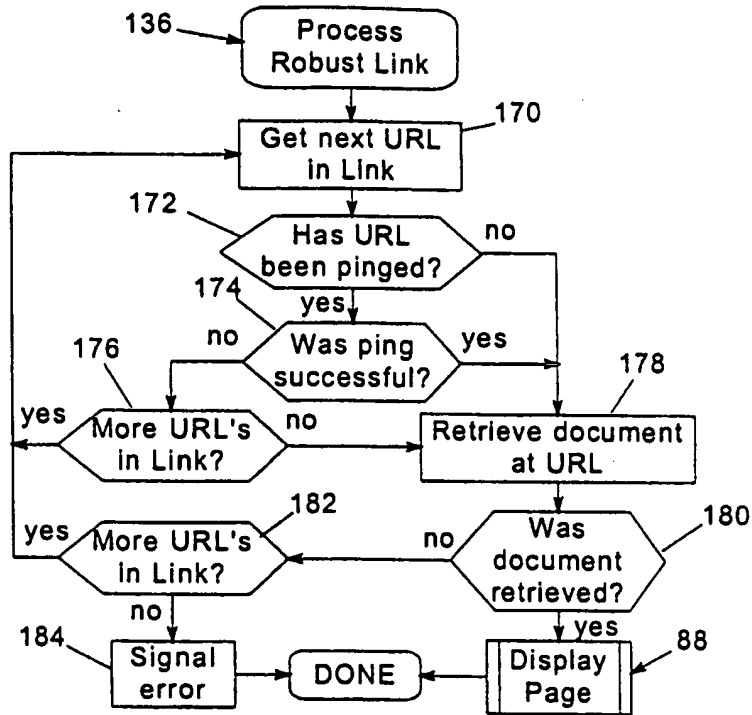 136
Process
Robust Link
170
Get next URL
in Link
172
Has URL
been pinged?
no
yes
174
Was ping
successful?
no
yes
176
178
yes
More URL's
in Link?
no
Retrieve document
at URL
182
180
yes
More URL's
in Link?
no
Was
document
retrieved?
no
yes
184
Signal
error
DONE
Display
Page
88